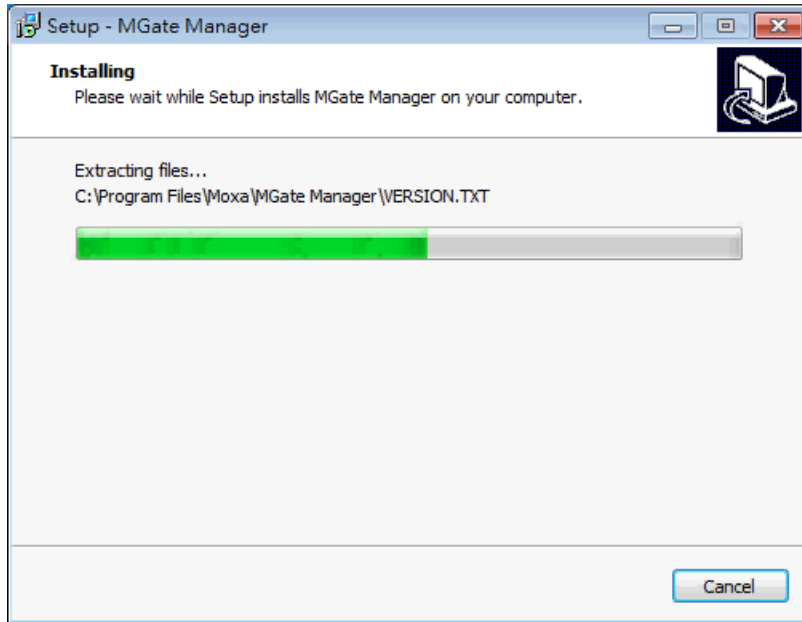 Setup - MGate Manager
Installing
Please wait while Setup installs MGate Manager on your computer.
Extracting files...
C:\Program Files\Moxa\MGate Manager\VERSION.TXT
Cancel